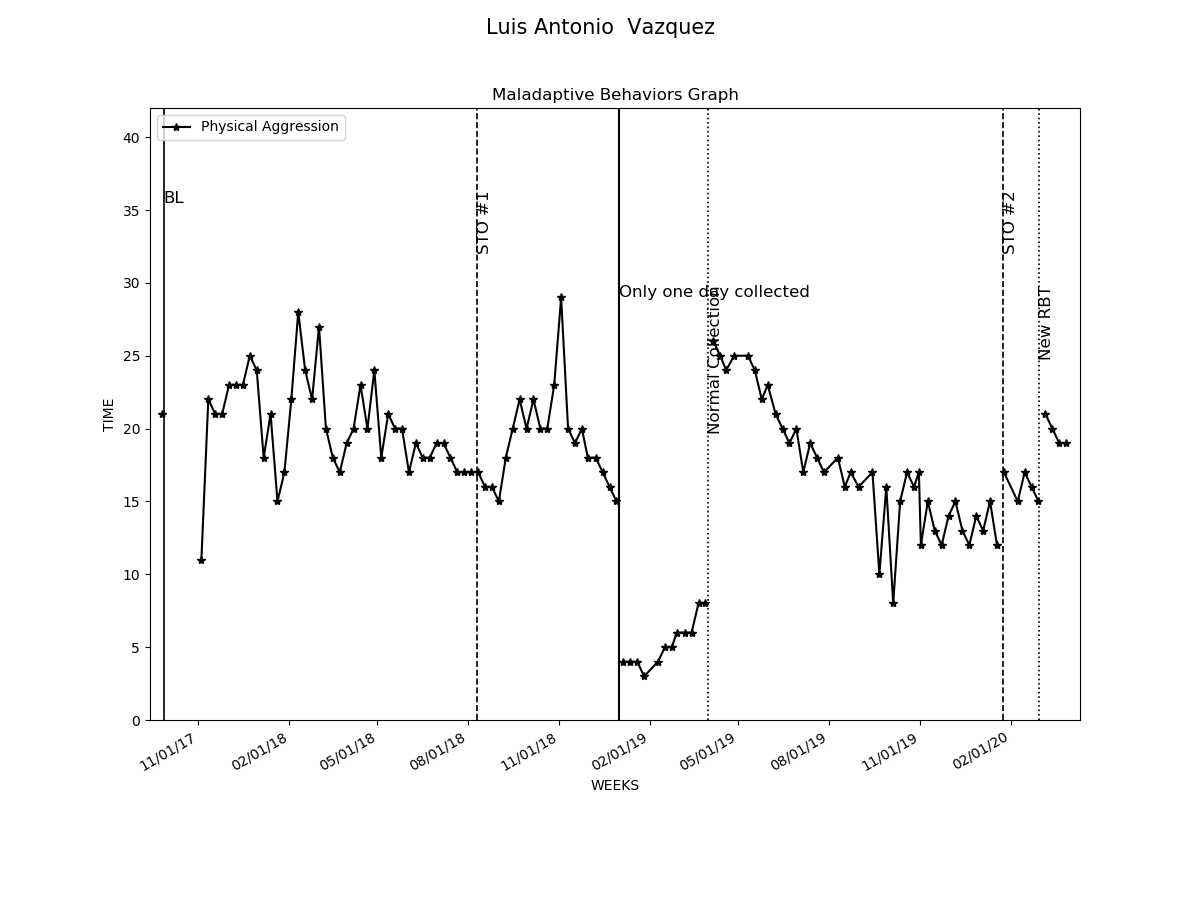 Luis Antonio  Vazquez
Maladaptive Behaviors Graph
Physical Aggression
BL
STO #1
Only one day collected
Normal Collection
STO #2
New RBT
TIME
40
35
30
25
20
15
10
5
0
11/01/17
02/01/18
05/01/18
08/01/18
11/01/18
02/01/19
05/01/19
08/01/19
11/01/19
02/01/20
WEEKS